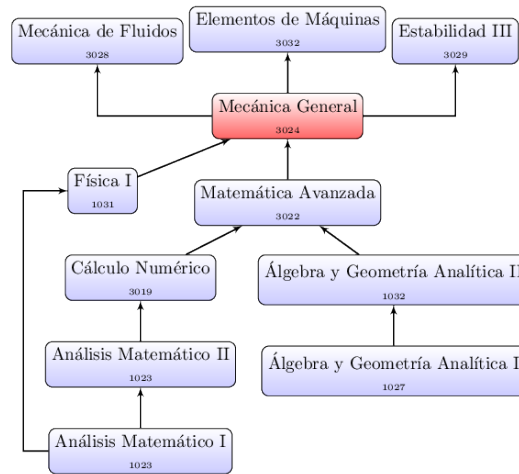 Elementos de Máquinas
3032
Mecánica de Fluidos
3028
Estabilidad III
3029
Mecánica General
3024
Física I
1031
Matemática Avanzada
3022
Cálculo Numérico
3019
Álgebra y Geometría Analítica II
1032
Análisis Matemático II
1023
Álgebra y Geometría Analítica I
1027
Análisis Matemático I
1023